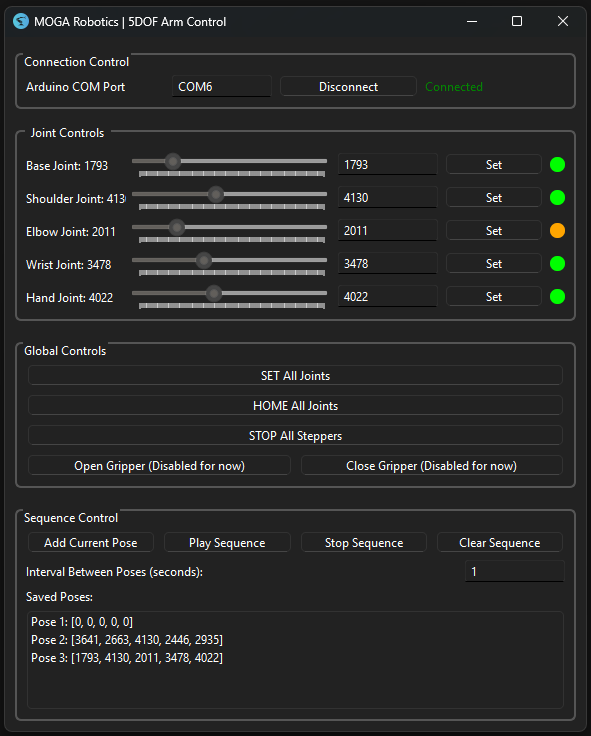 MOGA Robotics | 5DOF Arm Control
Connection Control
Arduino COM Port COM6 Disconnect Connected
Joint Controls
Base Joint: 1793 1793 Set
Shoulder Joint: 4130 4130 Set
Elbow Joint: 2011 2011 Set
Wrist Joint: 3478 3478 Set
Hand Joint: 4022 4022 Set
Global Controls
SET All Joints
HOME All Joints
STOP All Steppers
Open Gripper (Disabled for now) Close Gripper (Disabled for now)
Sequence Control
Add Current Pose Play Sequence Stop Sequence Clear Sequence
Interval Between Poses (seconds): 1
Saved Poses:
Pose 1: [0, 0, 0, 0, 0]
Pose 2: [3641, 2663, 4130, 2446, 2935]
Pose 3: [1793, 4130, 2011, 3478, 4022]